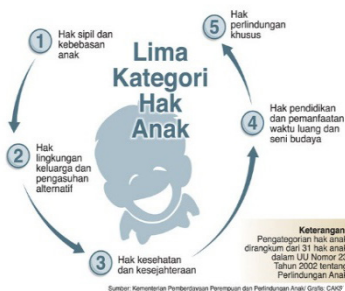 Lima
Kategori
Hak
Anak
1
Hak sipil dan
kebebasan
anak
2
Hak
lingkungan
keluarga dan
pengasuhan
alternatif
3
Hak kesehatan
dan kesejahteraan
4
Hak pendidikan
dan pemanfaatan
waktu luang dan
seni budaya
5
Hak
perlindungan
khusus
Keterangan
Pengategorian hak anak
dirangkum dari 31 hak anak
dalam UU Nomor 23
Tahun 2002 tentang
Perlindungan Anak
Sumber: Kementerian Pemberdayaan Perempuan dan Perlindungan Anak/ Grafis: